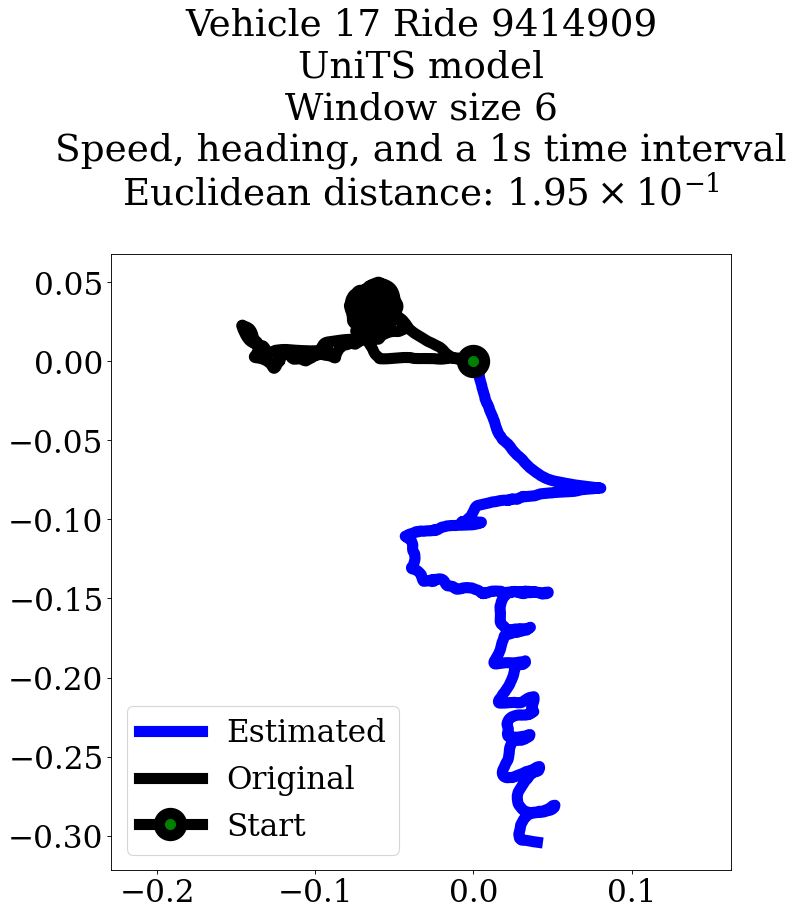 Vehicle 17 Ride 9414909
UniTS model
Window size 6
Speed, heading, and a 1s time interval
Euclidean distance: 1.95 × 10⁻¹
0.05
0.00
−0.05
−0.10
−0.15
−0.20
−0.25
−0.30
Estimated
Original
Start
−0.2
−0.1
0.0
0.1